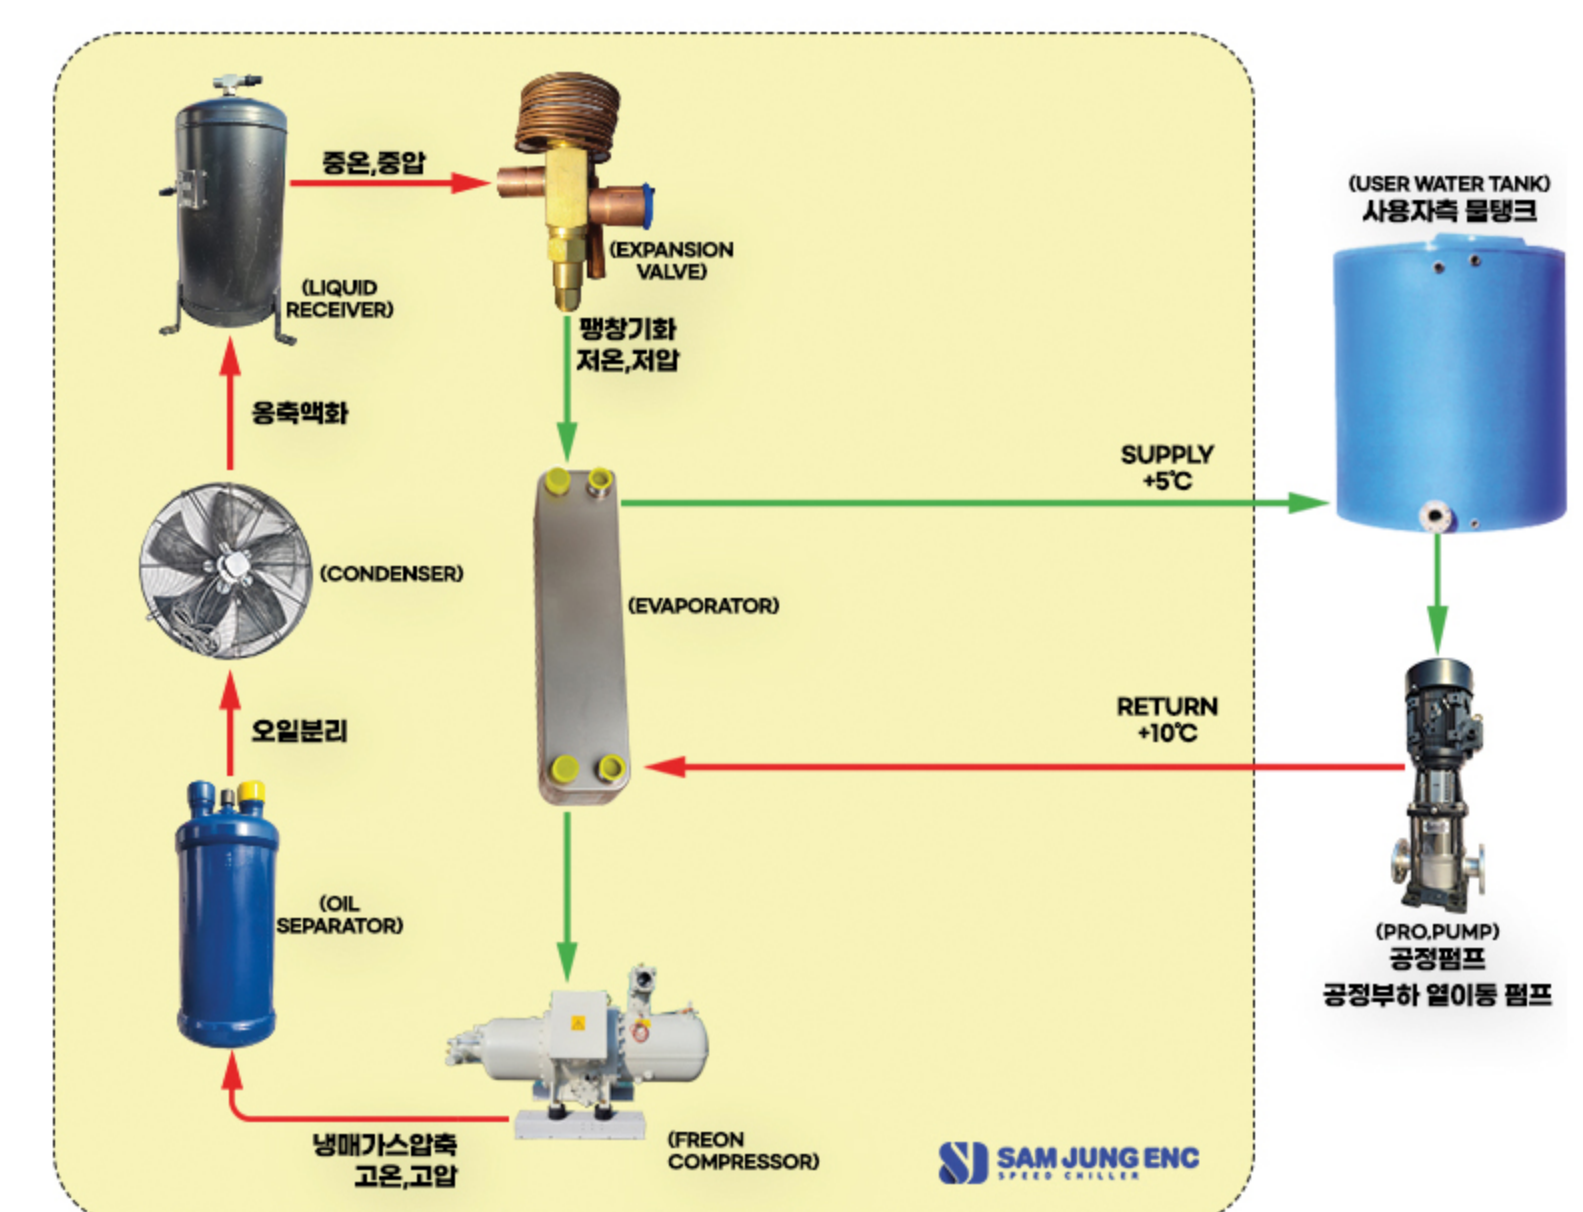 중온,중압
(EXPANSION
VALVE)
(LIQUID
RECEIVER)
팽창기화
저온,저압
응축액화
(CONDENSER)
(EVAPORATOR)
오일분리
(OIL
SEPARATOR)
냉매가스압축
고온,고압
(FREON
COMPRESSOR)
SUPPLY
+5℃
RETURN
+10℃
(USER WATER TANK)
사용자측 물탱크
(PRO,PUMP)
공정펌프
공정부하 열이동 펌프
SAM JUNG ENC
SPEED CHILLER